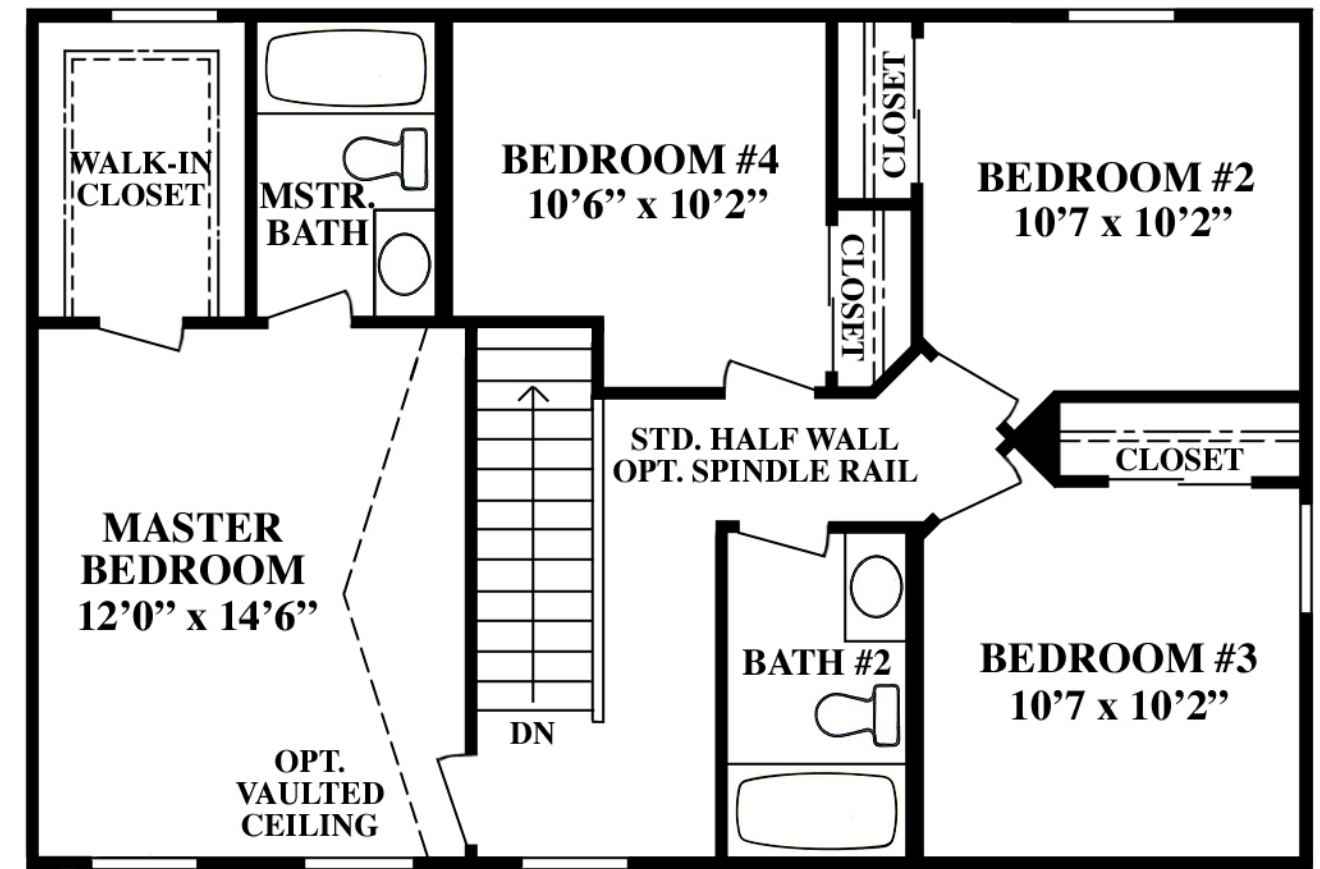 WALK-IN
CLOSET
MSTR.
BATH
BEDROOM #4
10’6” x 10’2”
CLOSET
CLOSET
BEDROOM #2
10’7 x 10’2”
STD. HALF WALL
OPT. SPINDLE RAIL
CLOSET
MASTER
BEDROOM
12’0” x 14’6”
OPT.
VAULTED
CEILING
DN
BATH #2
BEDROOM #3
10’7 x 10’2”